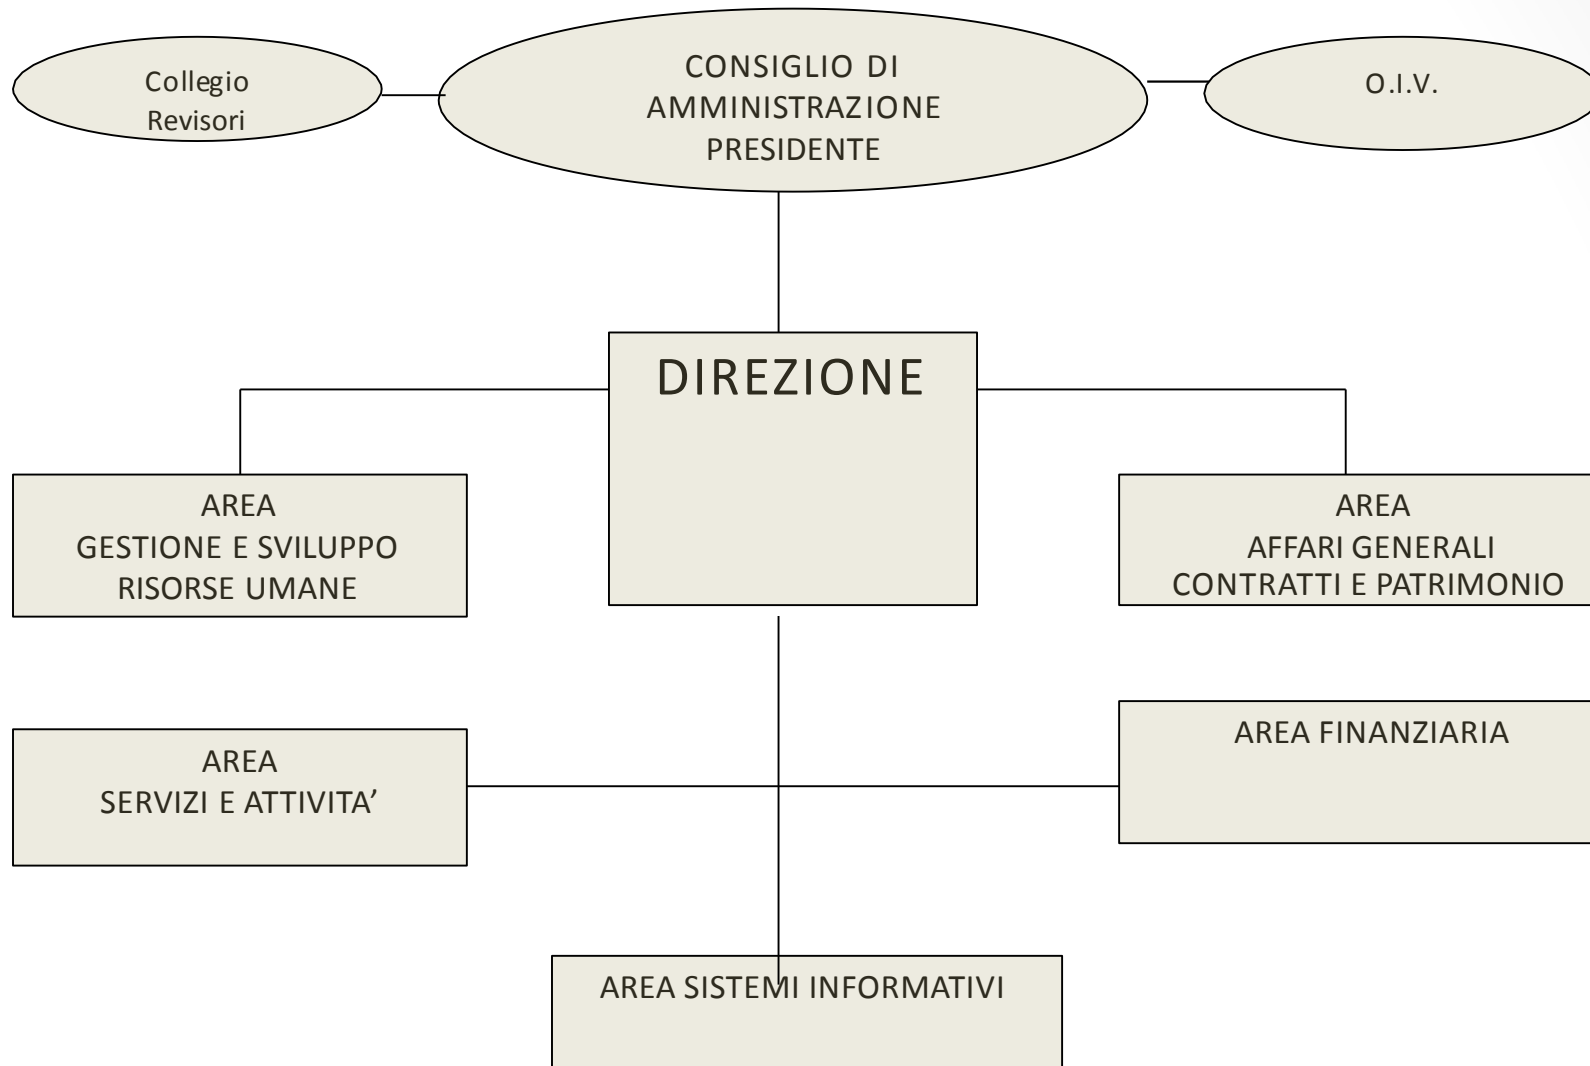 Collegio
Revisori
CONSIGLIO DI
AMMINISTRAZIONE
PRESIDENTE
O.I.V.
DIREZIONE
AREA
GESTIONE E SVILUPPO
RISORSE UMANE
AREA
AFFARI GENERALI
CONTRATTI E PATRIMONIO
AREA
SERVIZI E ATTIVITA’
AREA FINANZIARIA
AREA SISTEMI INFORMATIVI